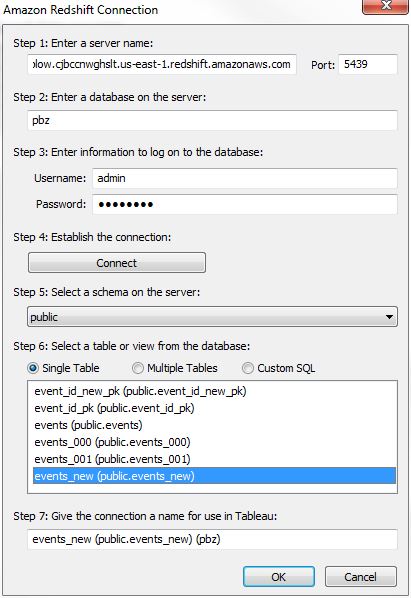 Amazon Redshift Connection
Step 1: Enter a server name:
olow.cjbccnwghslt.us-east-1.redshift.amazonaws.com Port: 5439
Step 2: Enter a database on the server:
pbz
Step 3: Enter information to log on to the database:
Username: admin
Password: ●●●●●●●●
Step 4: Establish the connection:
Connect
Step 5: Select a schema on the server:
public
Step 6: Select a table or view from the database:
Single Table Multiple Tables Custom SQL
event_id_new_pk (public.event_id_new_pk)
event_id_pk (public.event_id_pk)
events (public.events)
events_000 (public.events_000)
events_001 (public.events_001)
events_new (public.events_new)
Step 7: Give the connection a name for use in Tableau:
events_new (public.events_new) (pbz)
OK Cancel